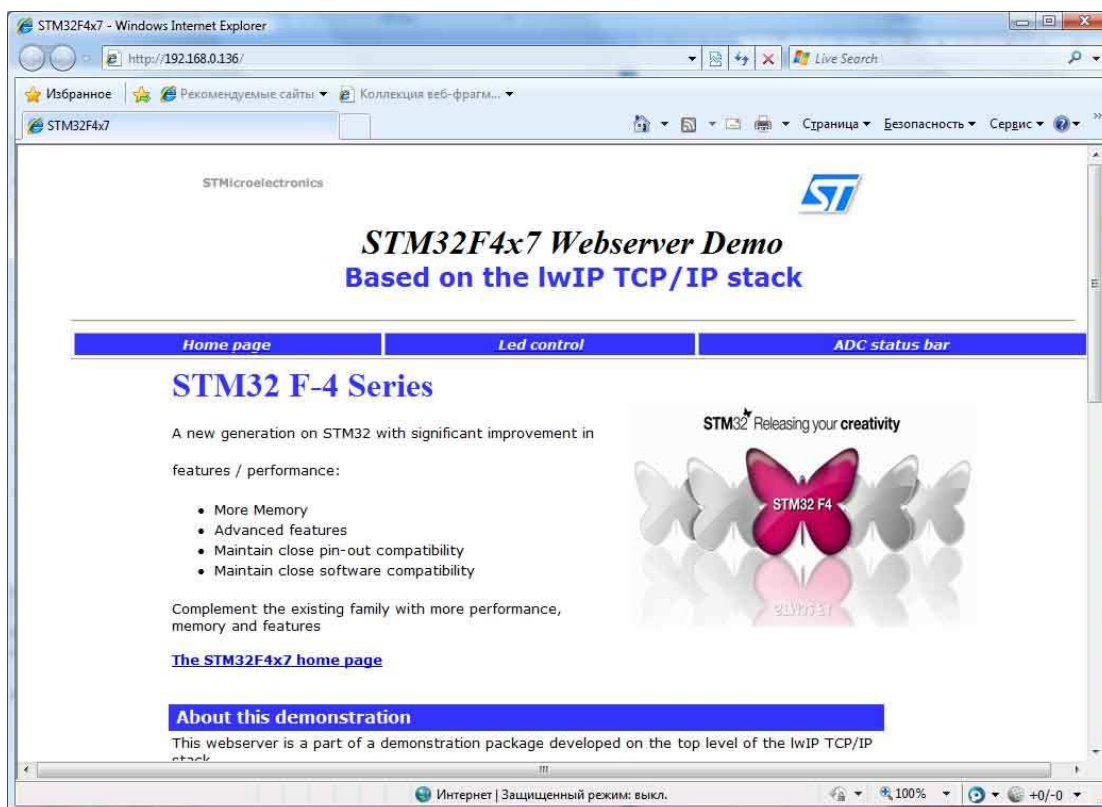 STM32F4x7 - Windows Internet Explorer
http://192.168.0.136/
Live Search
Избранное Рекомендуемые сайты Коллекция веб-фрагм...
STM32F4x7
Страница Безопасность Сервис
STMicroelectronics
ST
STM32F4x7 Webserver Demo
Based on the lwIP TCP/IP stack
Home page Led control ADC status bar
STM32 F-4 Series
STM32 Releasing your creativity
A new generation on STM32 with significant improvement in
features / performance:
STM32 F4
• More Memory
• Advanced features
• Maintain close pin-out compatibility
• Maintain close software compatibility
Complement the existing family with more performance,
memory and features
The STM32F4x7 home page
About this demonstration
This webserver is a part of a demonstration package developed on the top level of the lwIP TCP/IP
stack
Интернет | Защищенный режим: выкл.
100%
+0/-0